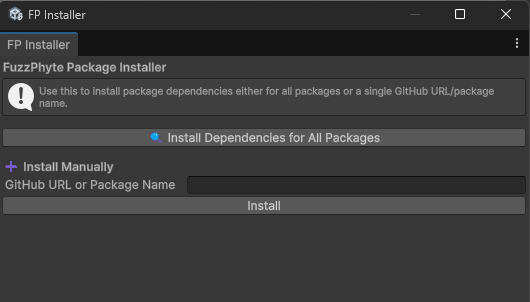 FP Installer
FP Installer
FuzzPhyte Package Installer
Use this to install package dependencies either for all packages or a single GitHub URL/package
name.
Install Dependencies for All Packages
Install Manually
GitHub URL or Package Name
Install